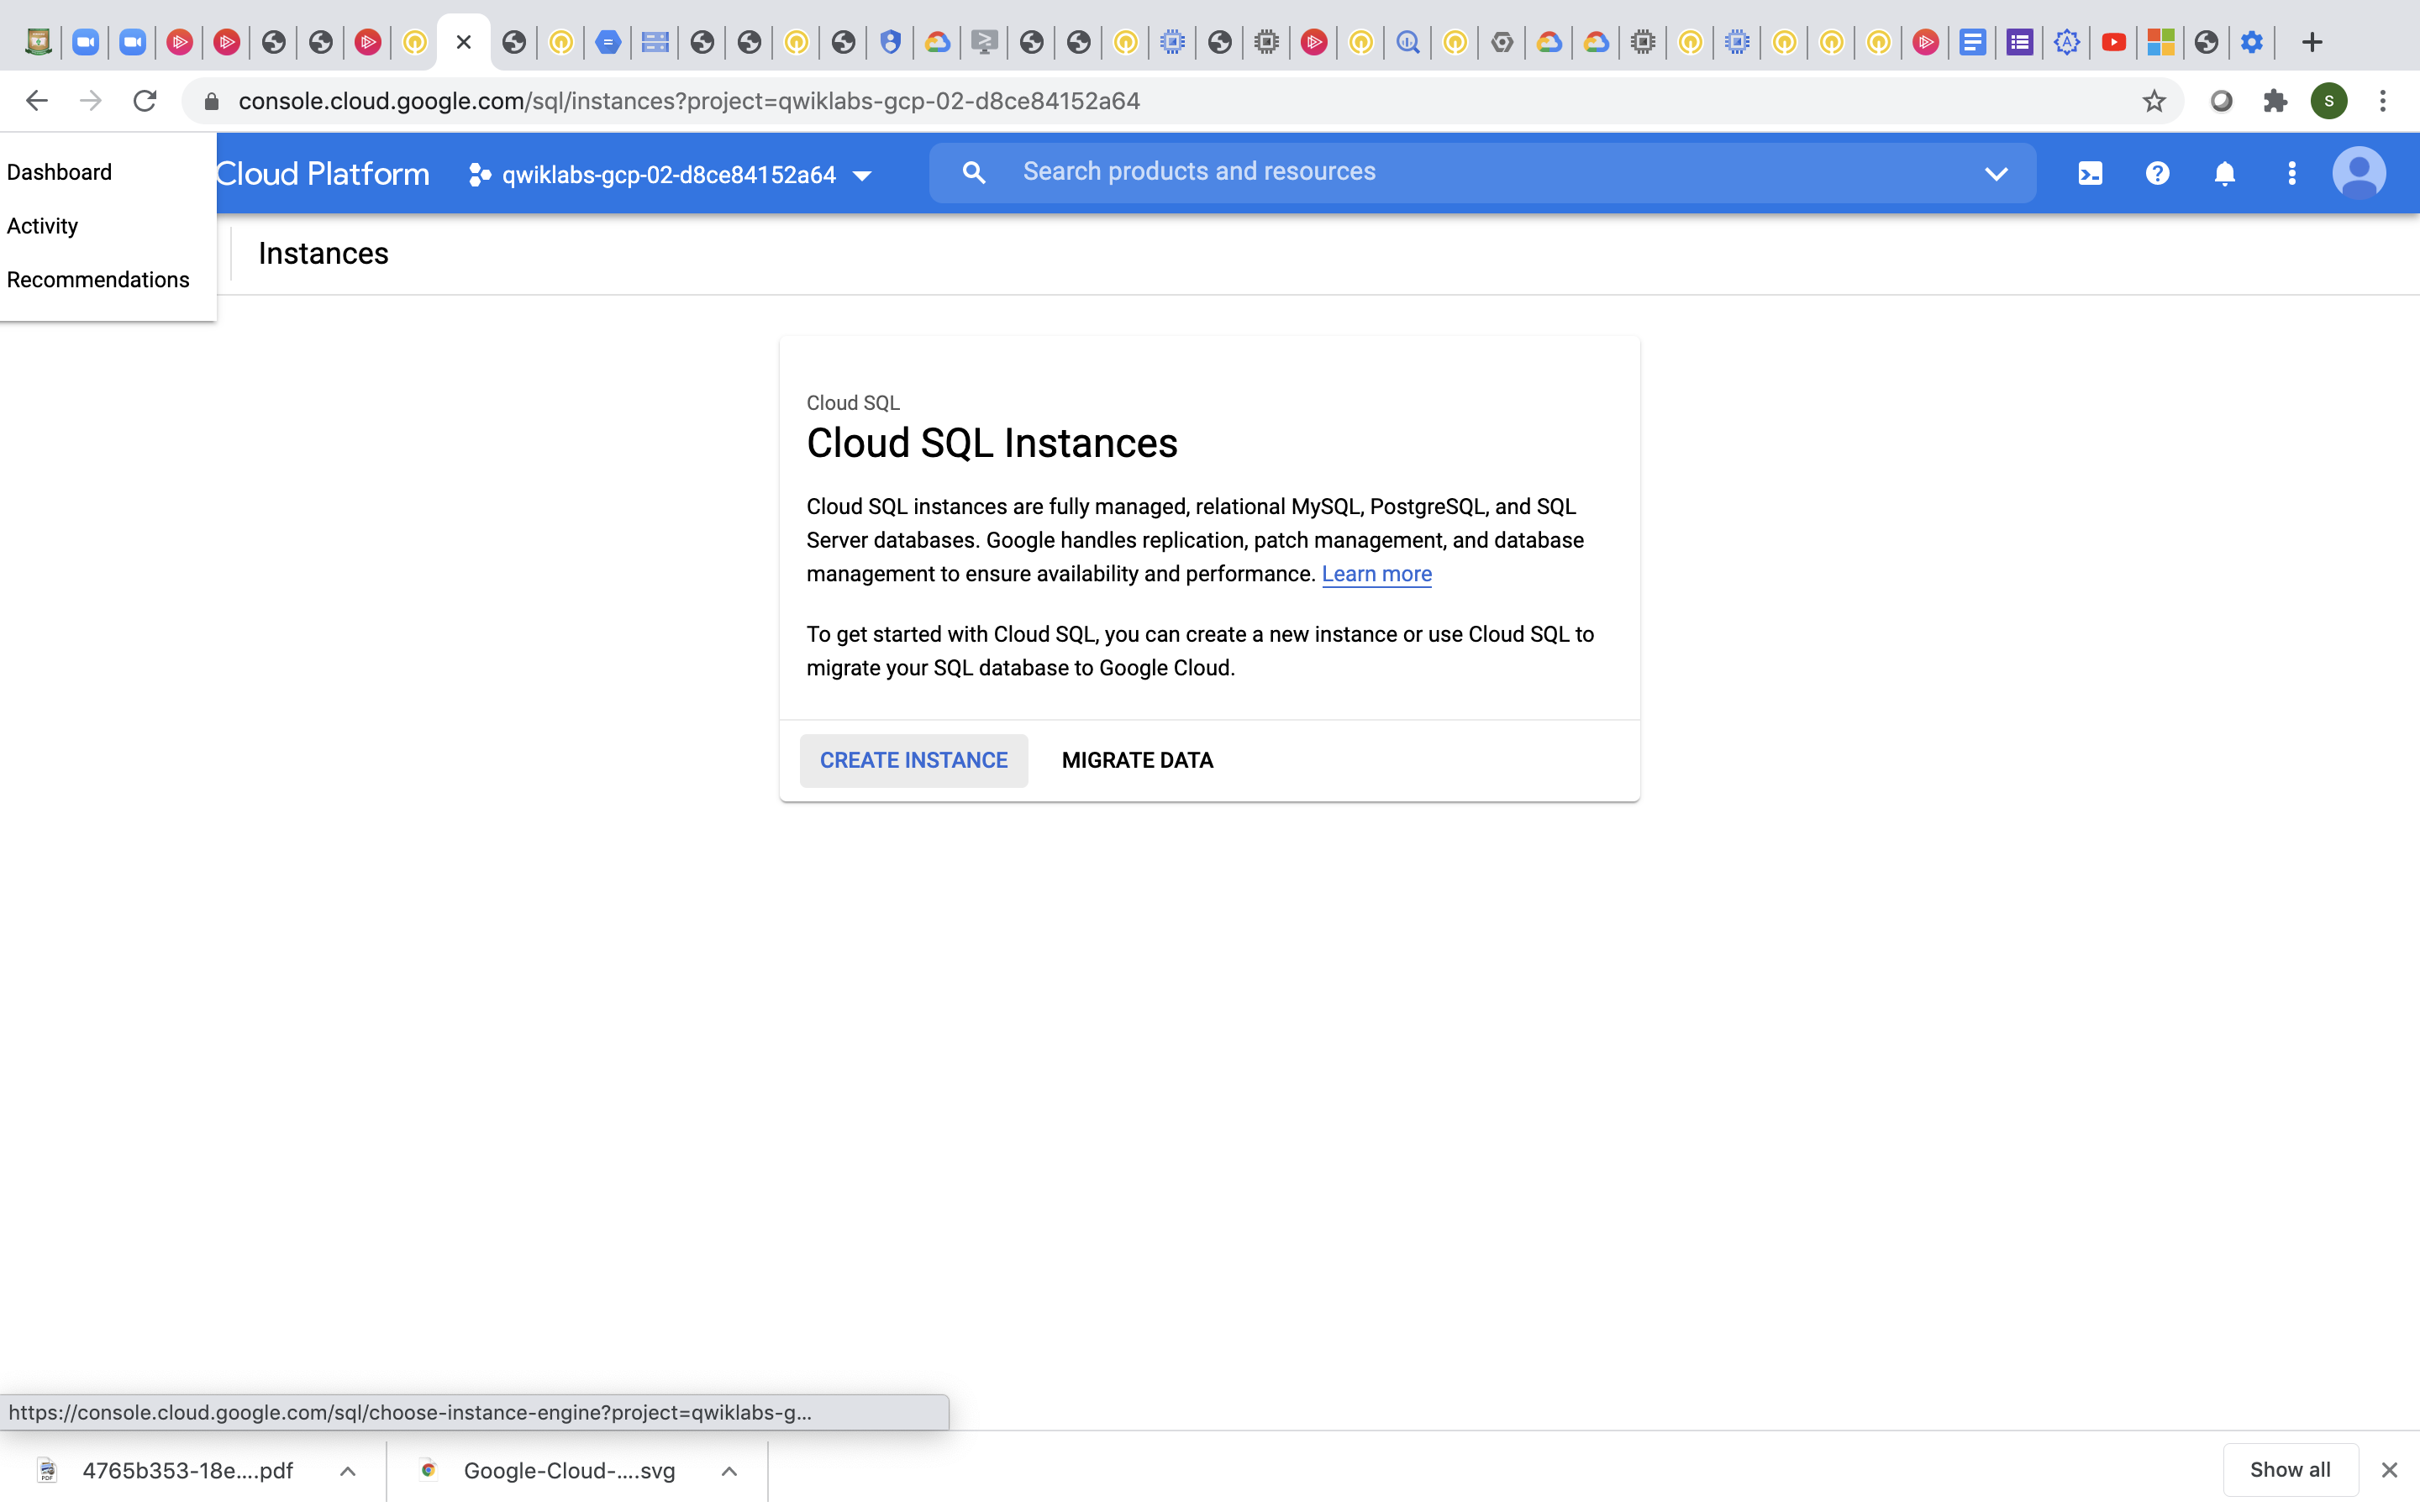 console.cloud.google.com/sql/instances?project=qwiklabs-gcp-02-d8ce84152a64
S
Dashboard
Activity
Recommendations
Cloud Platform
qwiklabs-gcp-02-d8ce84152a64
Search products and resources
Instances
Cloud SQL
Cloud SQL Instances
Cloud SQL instances are fully managed, relational MySQL, PostgreSQL, and SQL
Server databases. Google handles replication, patch management, and database
management to ensure availability and performance. Learn more
To get started with Cloud SQL, you can create a new instance or use Cloud SQL to
migrate your SQL database to Google Cloud.
CREATE INSTANCE
MIGRATE DATA
https://console.cloud.google.com/sql/choose-instance-engine?project=qwiklabs-g...
4765b353-18e....pdf
Google-Cloud-....svg
Show all